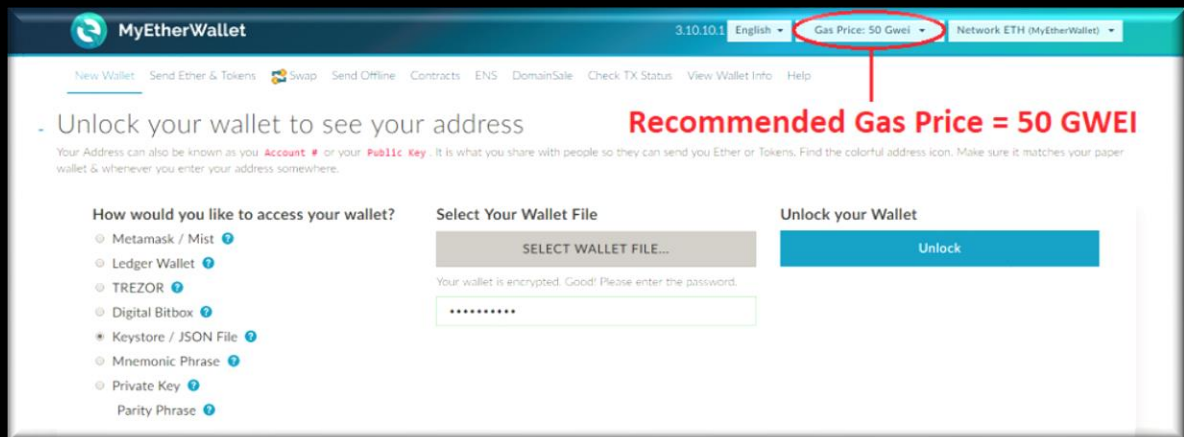 MyEtherWallet
3.10.10.1 English Gas Price: 50 Gwei Network ETH (MyEtherWallet)
New Wallet Send Ether & Tokens Swap Send Offline Contracts ENS DomainSale Check TX Status View Wallet Info Help
Recommended Gas Price = 50 GWEI
Unlock your wallet to see your address
Your Address can also be known as you Account # or your Public Key. It is what you share with people so they can send you Ether or Tokens. Find the colorful address icon. Make sure it matches your paper
wallet & whenever you enter your address somewhere.
How would you like to access your wallet?
Metamask / Mist
Ledger Wallet
TREZOR
Digital Bitbox
Keystore / JSON File
Mnemonic Phrase
Private Key
Parity Phrase
Select Your Wallet File
SELECT WALLET FILE...
Your wallet is encrypted. Good! Please enter the password.
••••••••••
Unlock your Wallet
Unlock